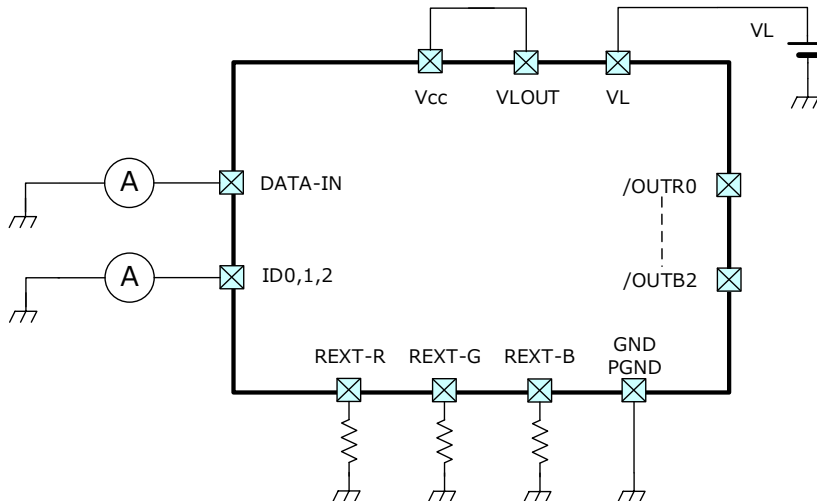 VL
Vcc
VLOUT
VL
A
DATA-IN
/OUTR0
A
ID0,1,2
/OUTB2
REXT-R
REXT-G
REXT-B
GND
PGND